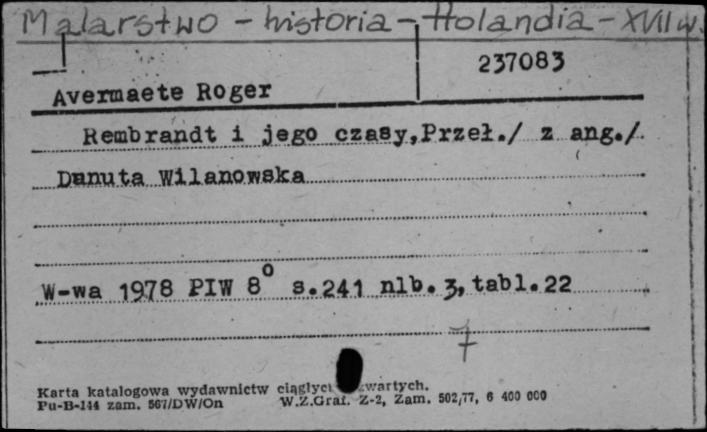 Malarstwo - historia - Holandia - XVII w.
237083
Avermaete Roger
Rembrandt i jego czasy,Przeł./ z ang./
Danuta Wilanowska
W-wa 1978 PIW 8° s.241 nlb.3,tabl.22
7
Karta katalogowa wydawnictw
Pu-B-144 zam. 567/DW/On W.Z.Graf. Z-2, Zam. 502/77, 6 400 000